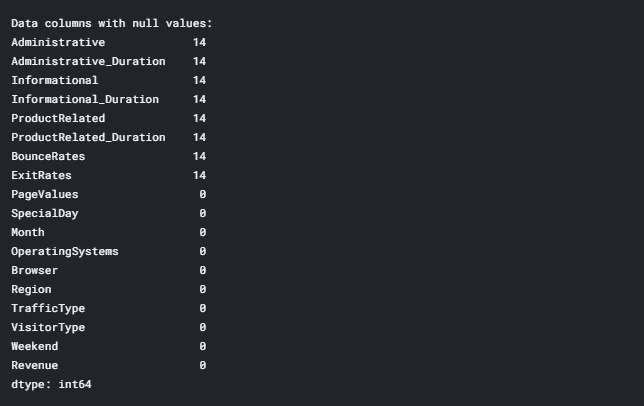 Data columns with null values:
Administrative 14
Administrative_Duration 14
Informational 14
Informational_Duration 14
ProductRelated 14
ProductRelated_Duration 14
BounceRates 14
ExitRates 14
PageValues 0
SpecialDay 0
Month 0
OperatingSystems 0
Browser 0
Region 0
TrafficType 0
VisitorType 0
Weekend 0
Revenue 0
dtype: int64